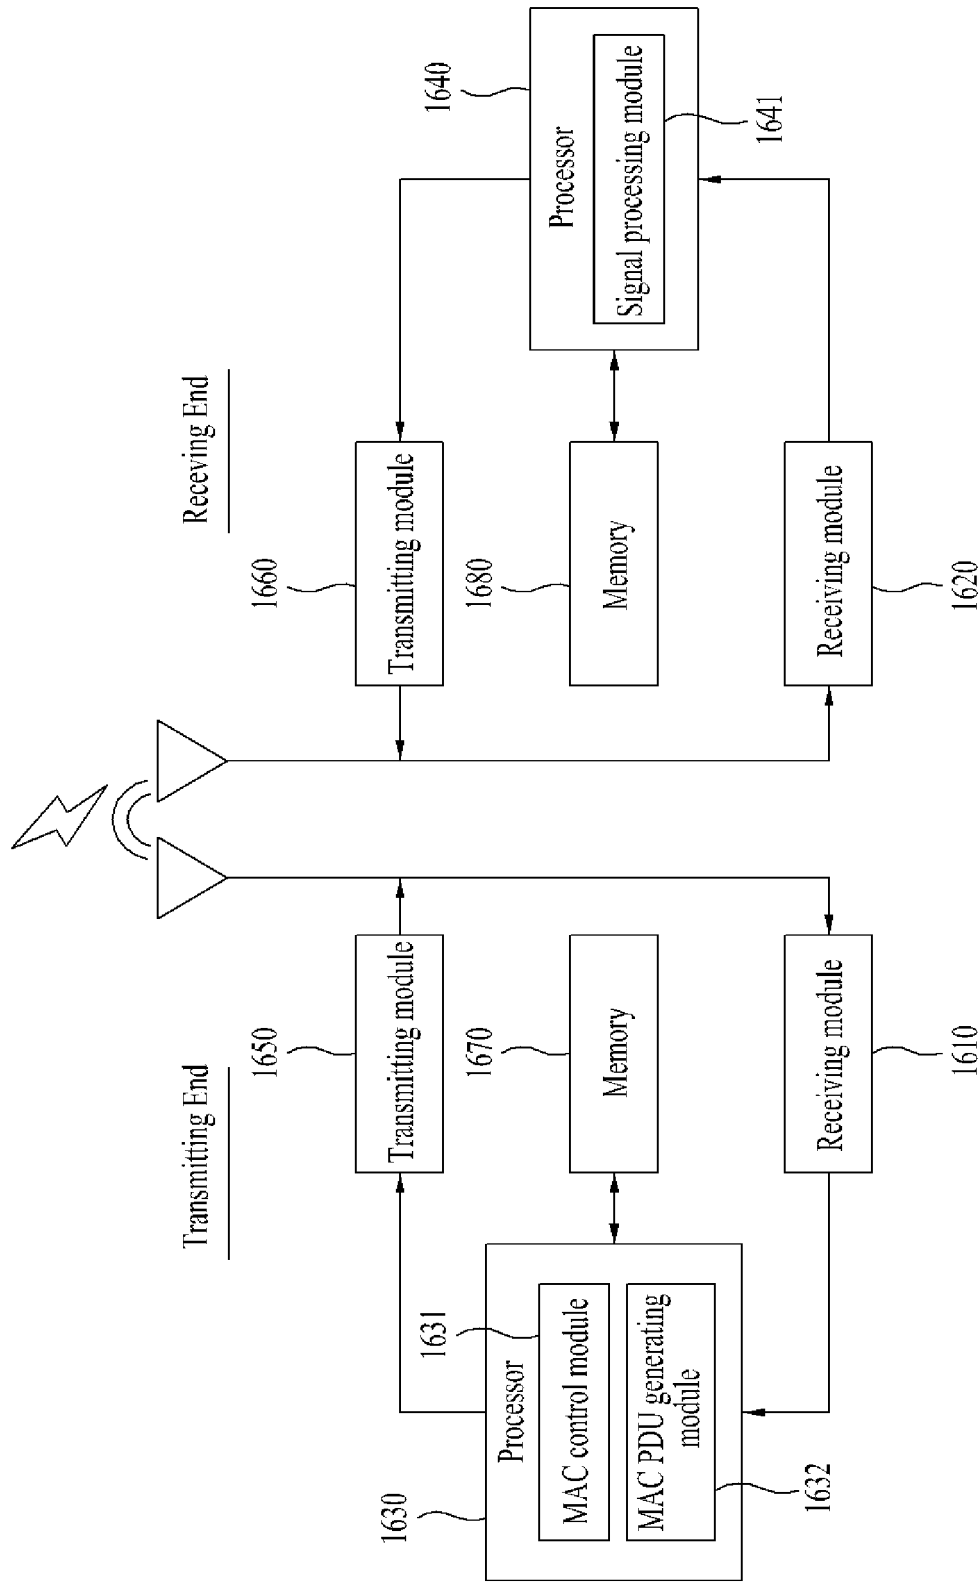 Transmitting End
Receving End
1650
Transmitting module
1660
Transmitting module
1630
Processor
1631
MAC control module
MAC PDU generating
module
1632
1670
Memory
1680
Memory
1640
Processor
Signal processing module
1641
Receiving module
1610
Receiving module
1620